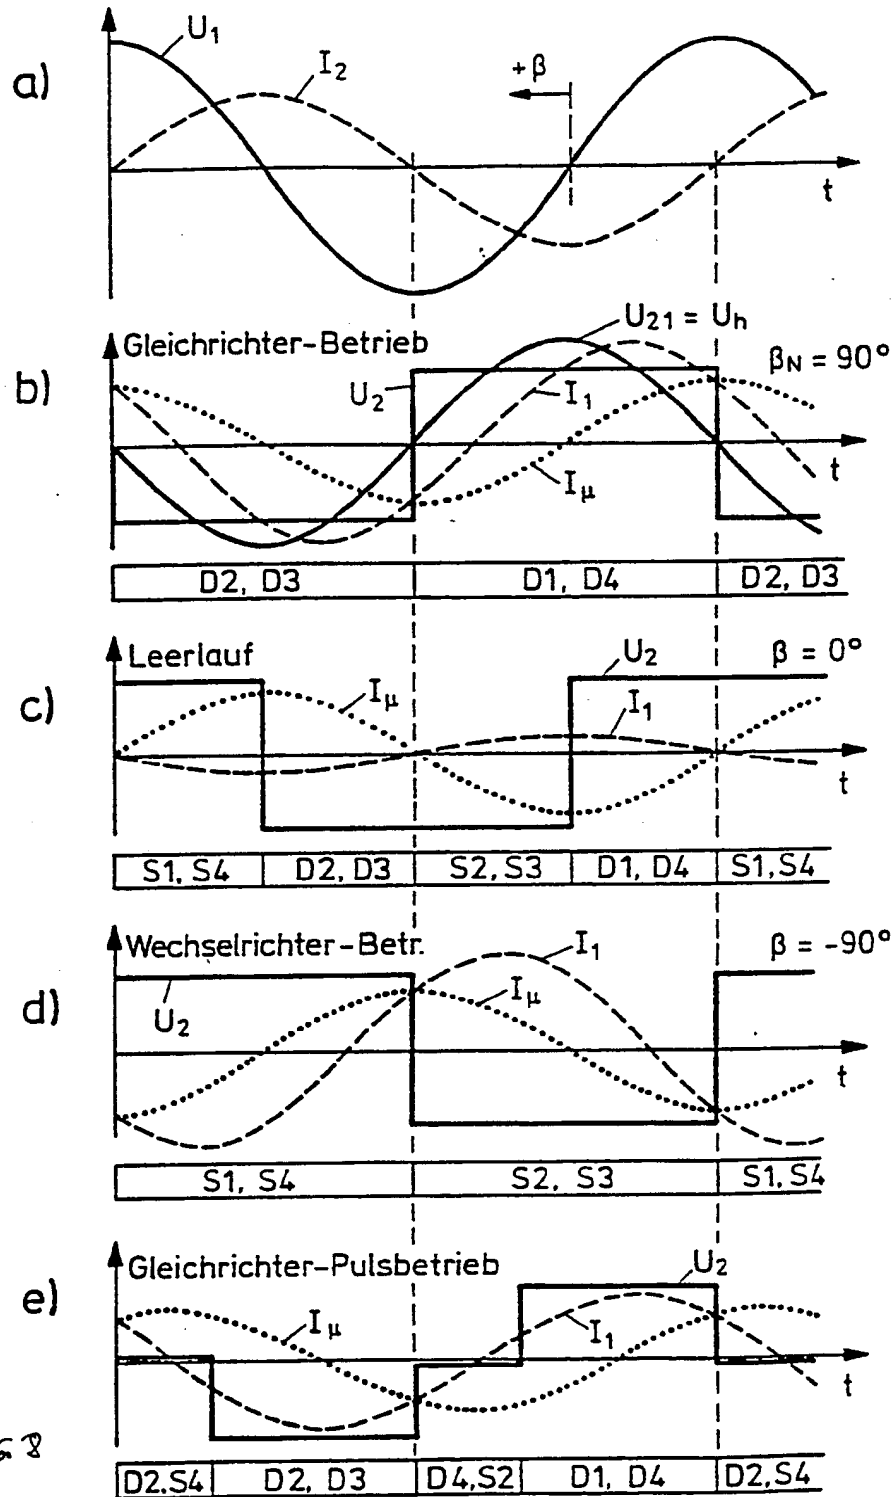 a)
U1
I2
+β
t
b)
Gleichrichter-Betrieb
U21 = Uh
βN = 90°
U2
I1
Iμ
t
D2, D3
D1, D4
D2, D3
c)
Leerlauf
U2
β = 0°
Iμ
I1
t
S1, S4
D2, D3
S2, S3
D1, D4
S1, S4
d)
Wechselrichter-Betr.
I1
β = -90°
U2
Iμ
t
S1, S4
S2, S3
S1, S4
e)
Gleichrichter-Pulsbetrieb
U2
Iμ
I1
t
D2, S4
D2, D3
D4, S2
D1, D4
D2, S4